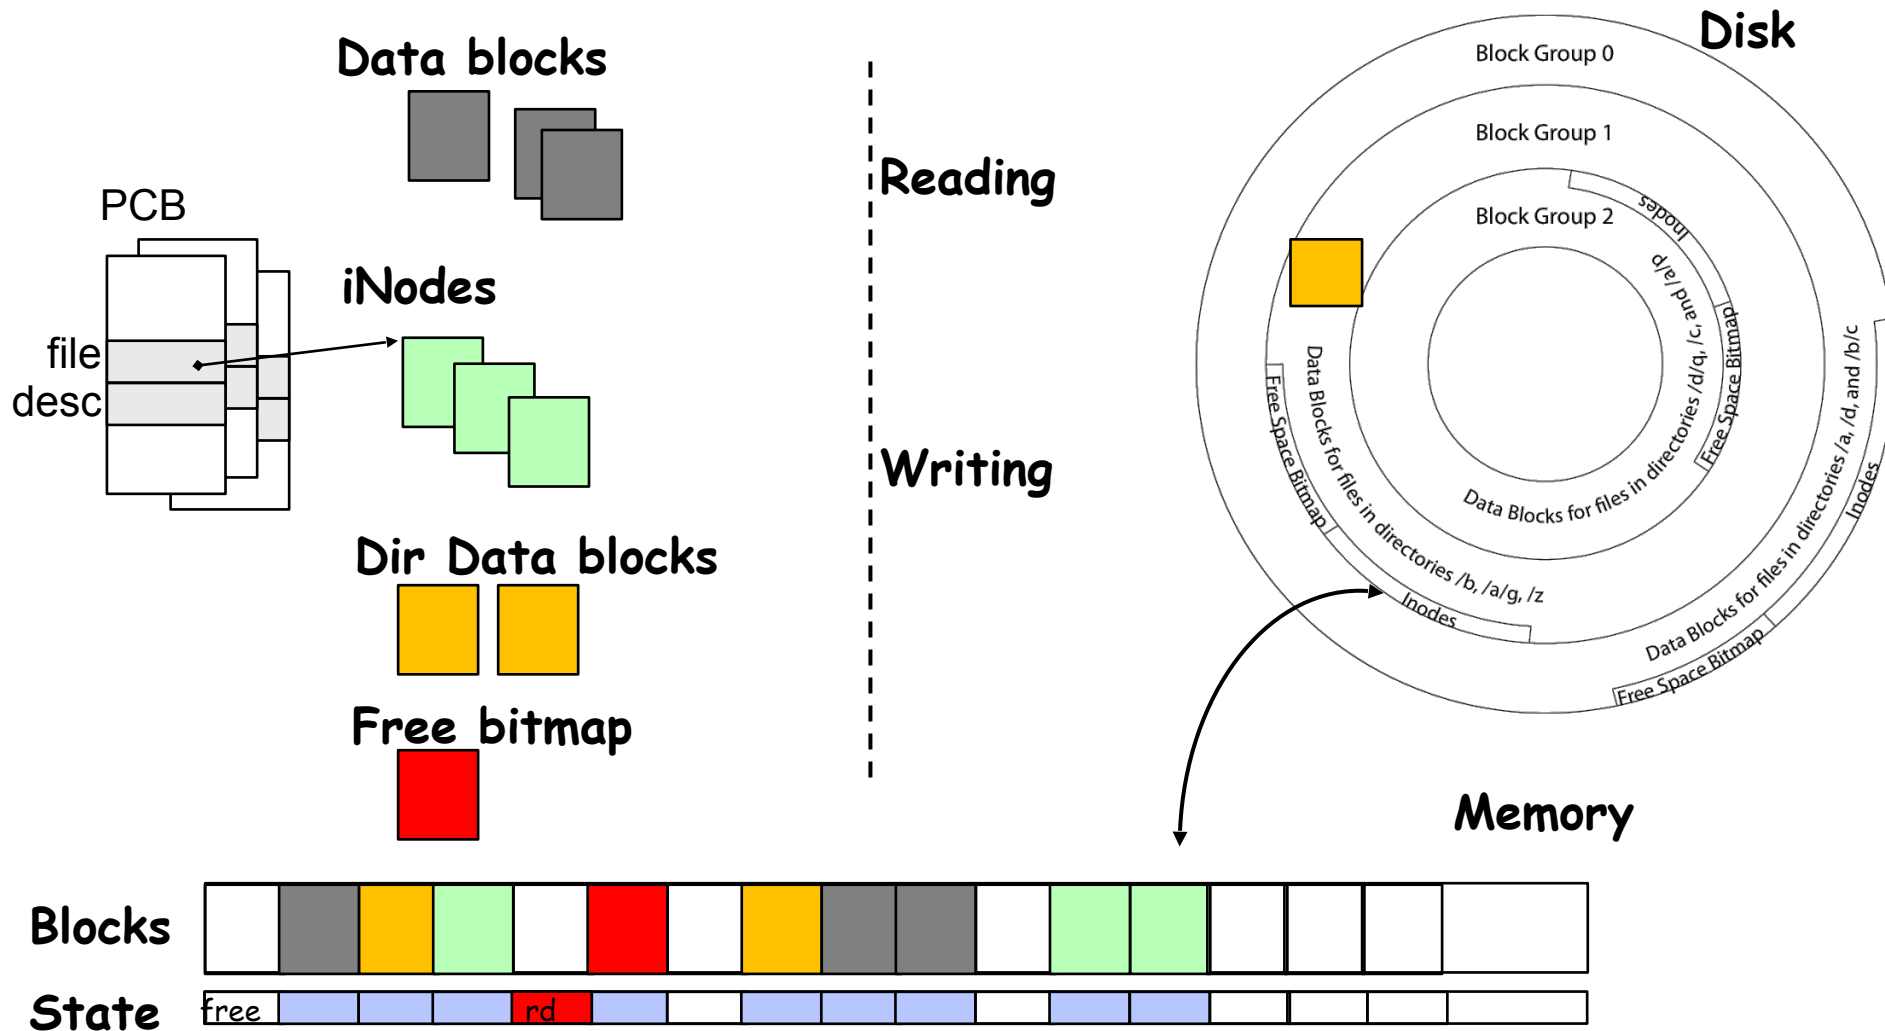 Data blocks
PCB
file
desc
iNodes
Dir Data blocks
Free bitmap
Reading
Writing
Disk
Block Group 0
Block Group 1
Block Group 2
Inodes
Free Space Bitmap
Data Blocks for files in directories /d/q, /c, and /a/p
Free Space Bitmap
Inodes
Data Blocks for files in directories /b, /a/g, /z
Data Blocks for files in directories /a, /d, and /b/c
Inodes
Free Space Bitmap
Memory
Blocks
State
free
rd